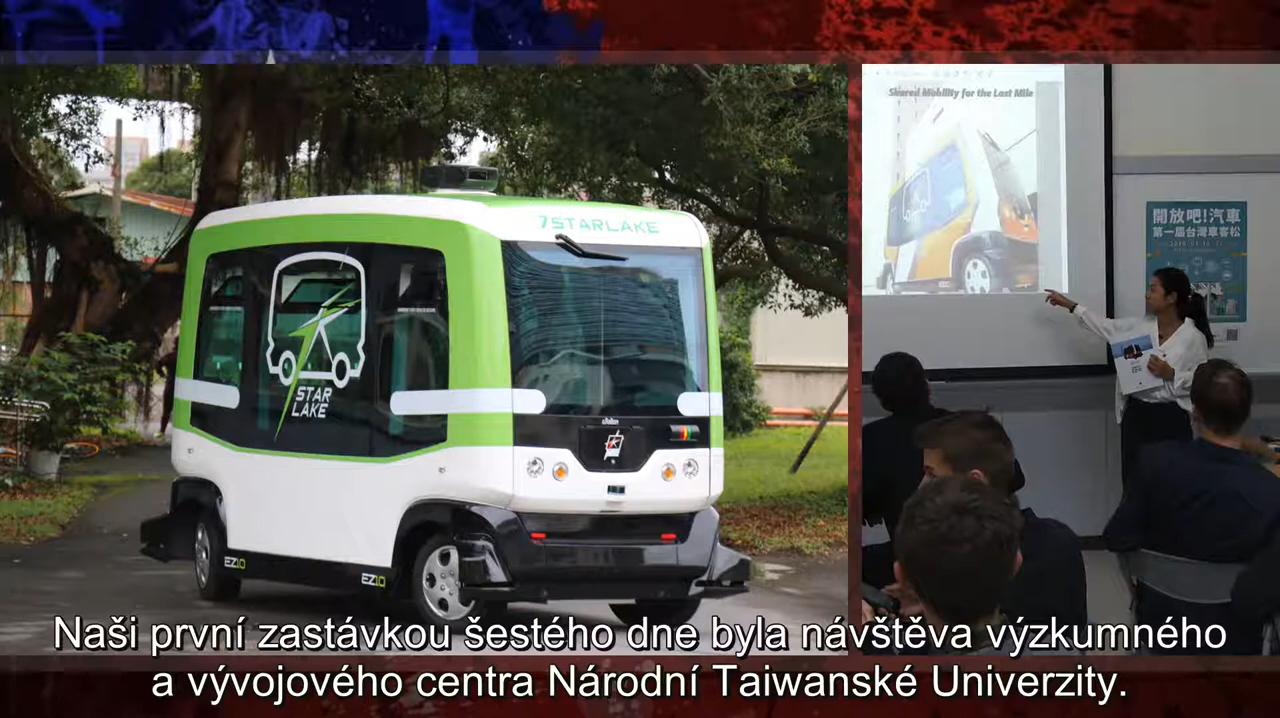 7STARLAKE
STAR
LAKE
EZ10
EZ10
Shared Mobility for the Last Mile
開放吧!汽車
第一屆台灣車客松
Naši první zastávkou šestého dne byla návštěva výzkumného
a vývojového centra Národní Taiwanské Univerzity.